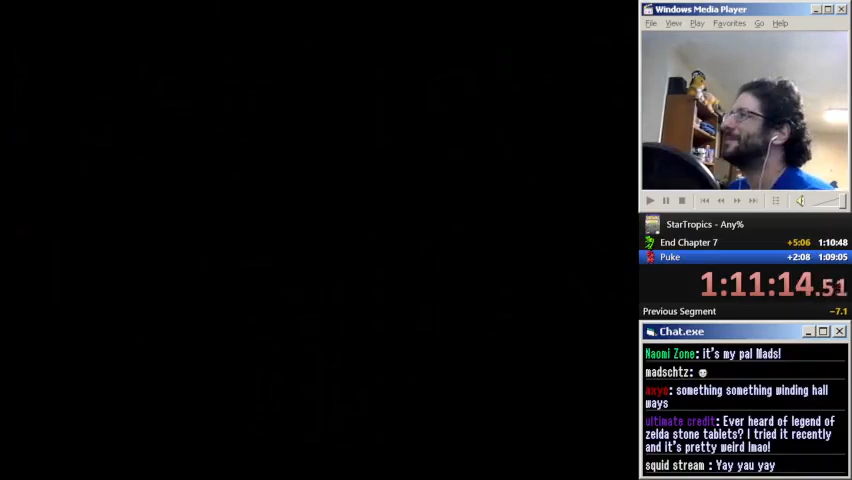 Windows Media Player
File View Play Favorites Go Help
StarTropics - Any%
End Chapter 7 +5:06 1:10:48
Puke +2:08 1:09:05
1:11:14.51
Previous Segment -7.1
Chat.exe
Naomi Zone: it's my pal Mads!
madschtz:
axyo: something something winding hall
ways
ultimate credit: Ever heard of legend of
zelda stone tablets? I tried it recently
and it's pretty weird lmao!
squid stream : Yay yau yay